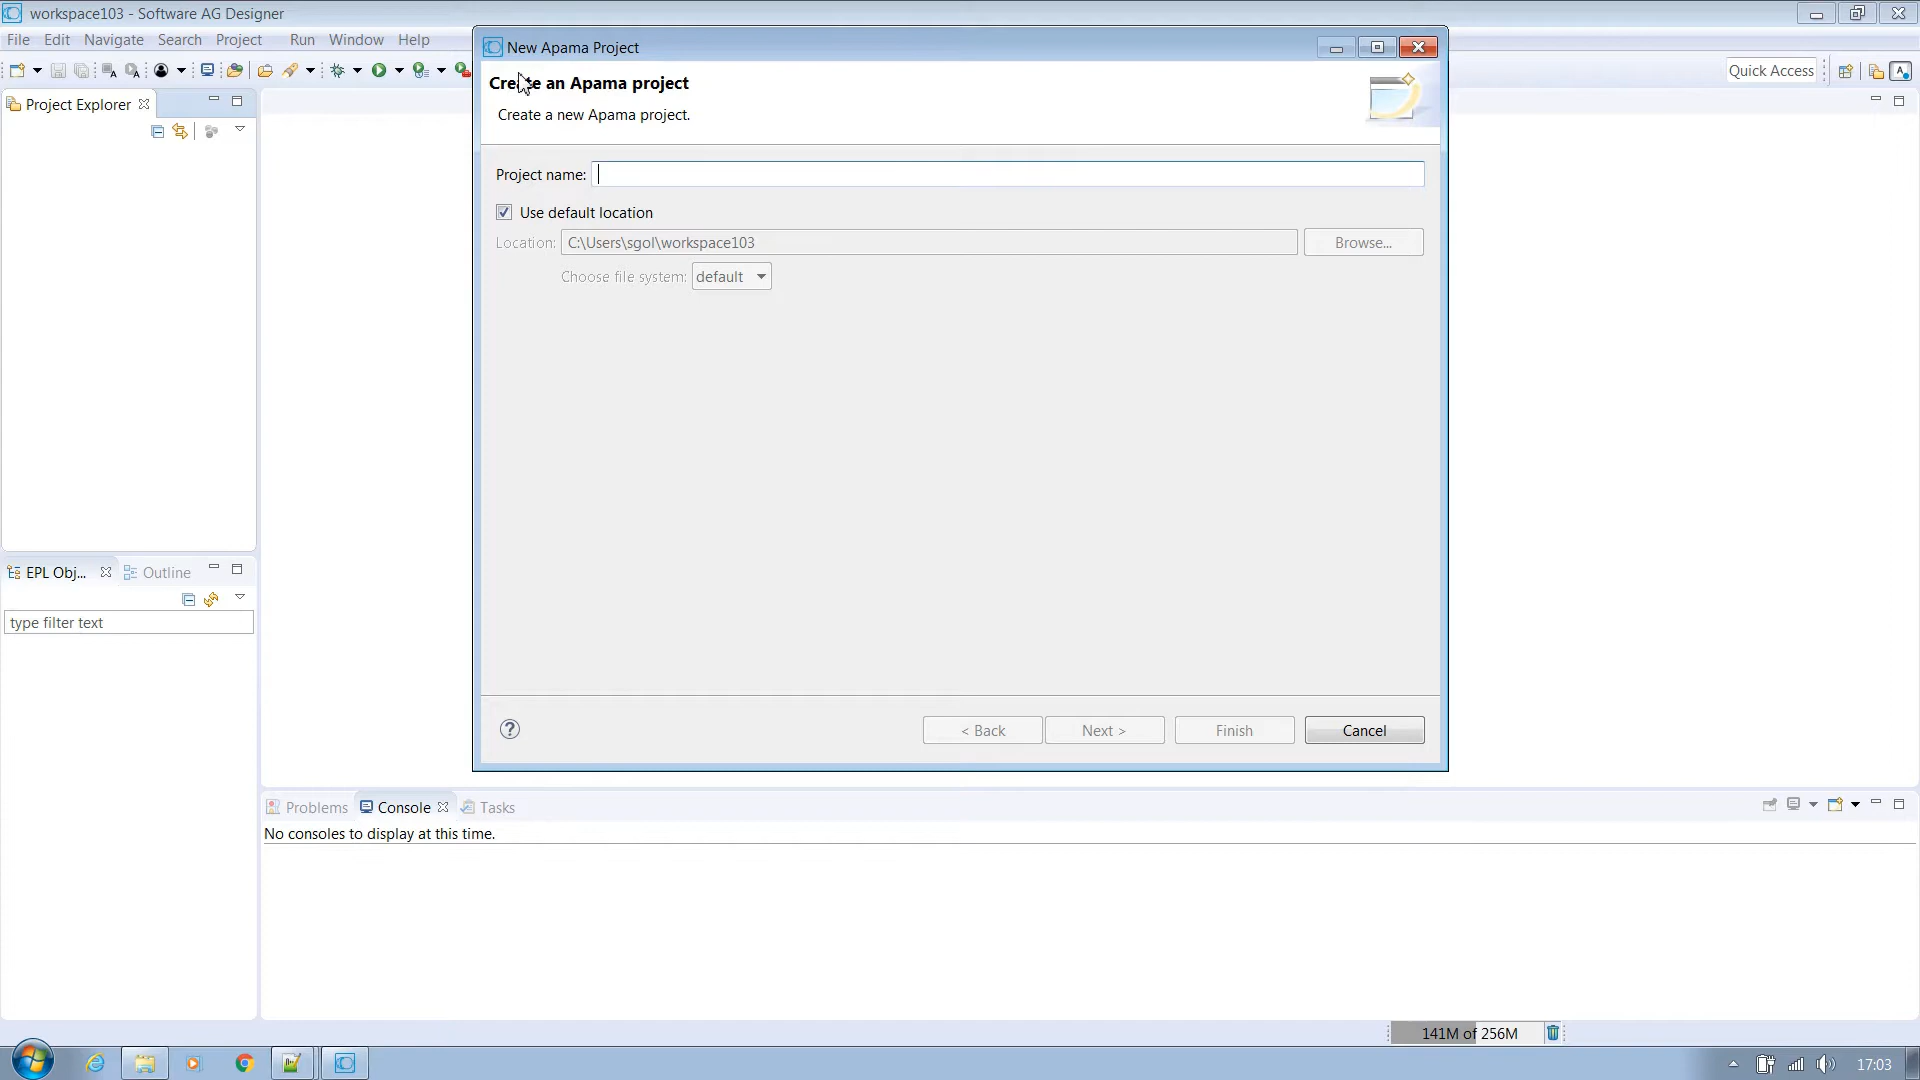 workspace103 - Software AG Designer
File Edit Navigate Search Project Run Window Help
Quick Access
Project Explorer
New Apama Project
Create an Apama project
Create a new Apama project.
Project name:
Use default location
Location: C:\Users\sgol\workspace103 Browse...
Choose file system: default
< Back Next > Finish Cancel
EPL Obj... Outline
type filter text
Problems Console Tasks
No consoles to display at this time.
141M of 256M
17:03